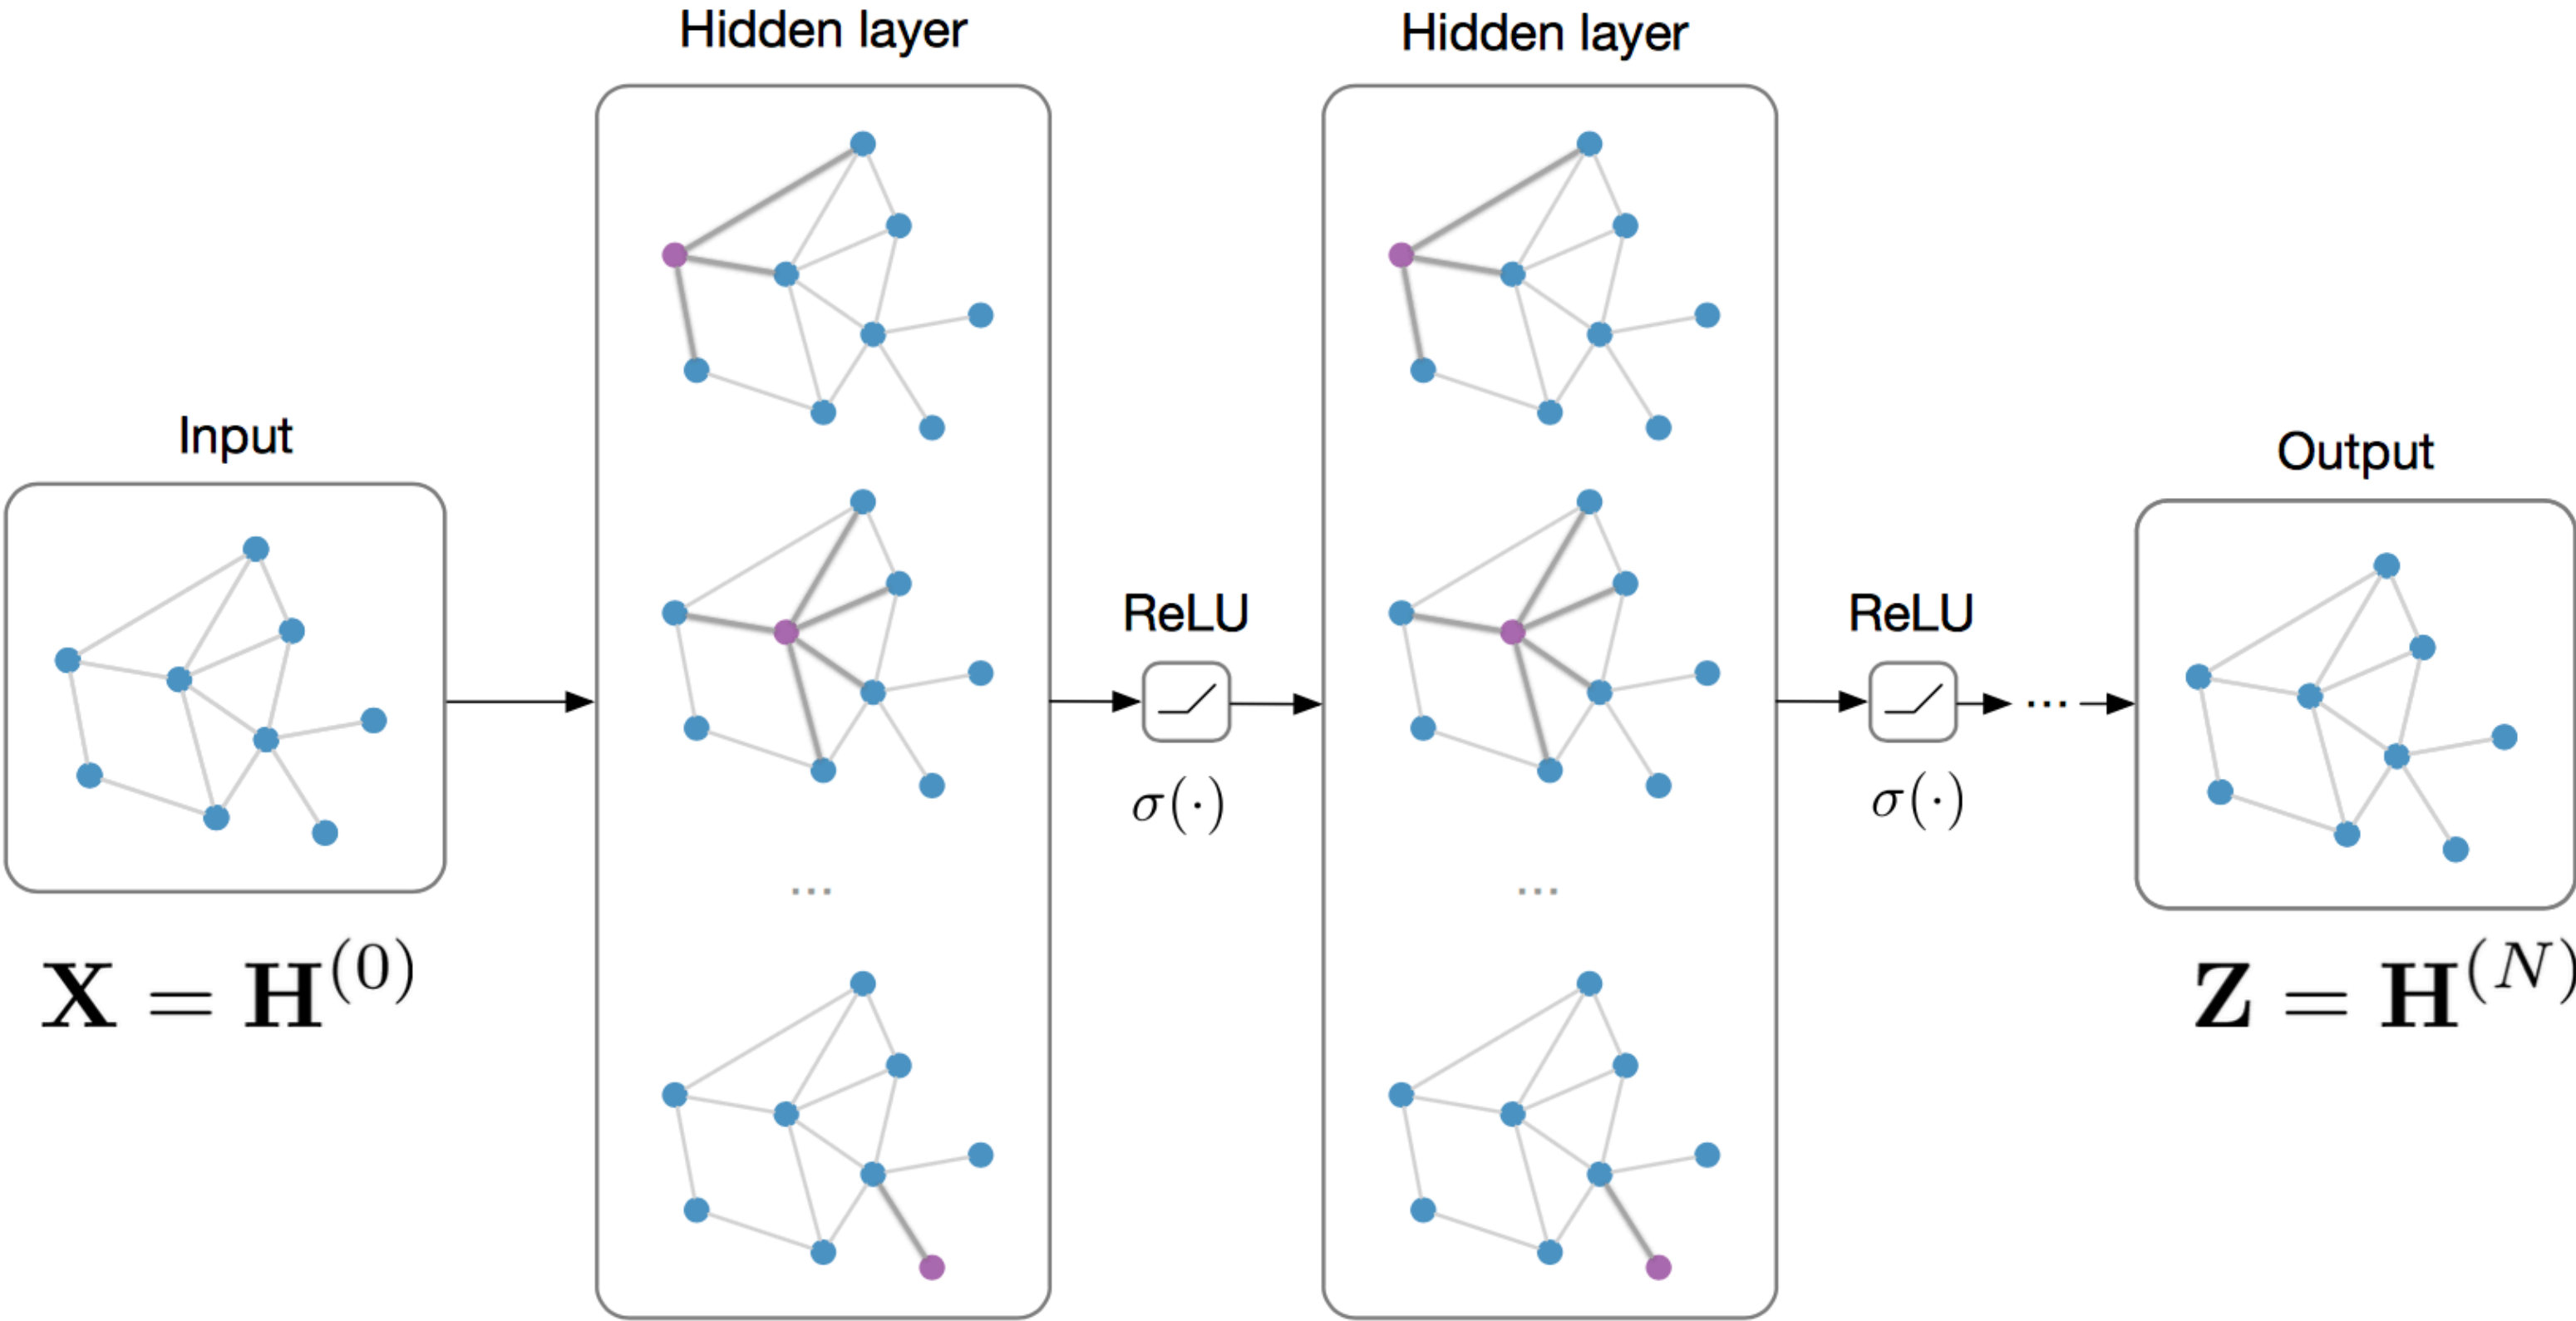 Hidden layer
Hidden layer
Input
Output
ReLU
ReLU
σ(·)
σ(·)
...
...
...
X = H^(0)
Z = H^(N)